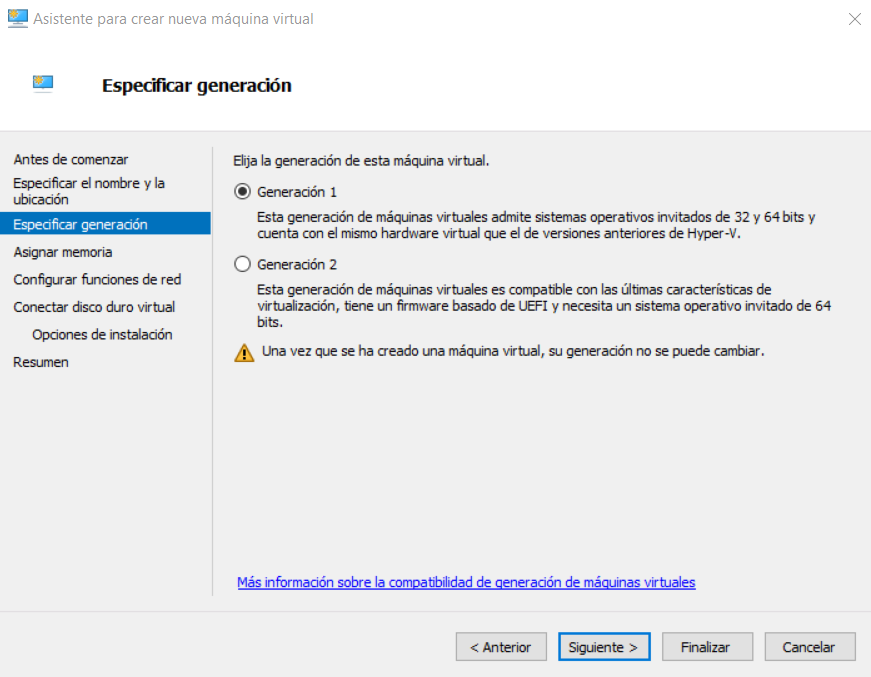 Asistente para crear nueva máquina virtual
Especificar generación
Antes de comenzar
Especificar el nombre y la
ubicación
Especificar generación
Asignar memoria
Configurar funciones de red
Conectar disco duro virtual
Opciones de instalación
Resumen
Elija la generación de esta máquina virtual.
Generación 1
Esta generación de máquinas virtuales admite sistemas operativos invitados de 32 y 64 bits y
cuenta con el mismo hardware virtual que el de versiones anteriores de Hyper-V.
Generación 2
Esta generación de máquinas virtuales es compatible con las últimas características de
virtualización, tiene un firmware basado de UEFI y necesita un sistema operativo invitado de 64
bits.
Una vez que se ha creado una máquina virtual, su generación no se puede cambiar.
Más información sobre la compatibilidad de generación de máquinas virtuales
< Anterior
Siguiente >
Finalizar
Cancelar